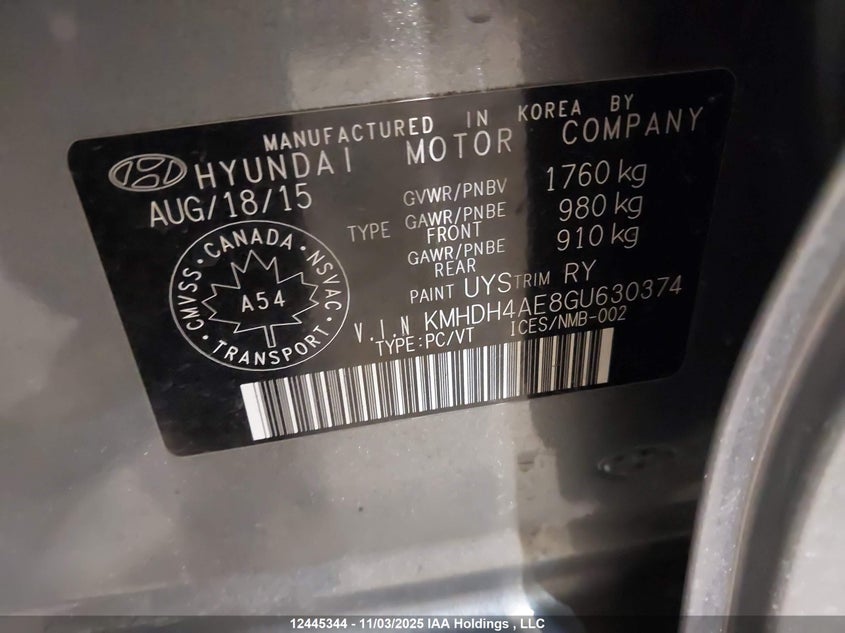 MANUFACTURED IN KOREA BY
HYUNDAI MOTOR COMPANY
AUG/18/15
GVWR/PNBV 1760 kg
TYPE GAWR/PNBE FRONT 980 kg
GAWR/PNBE REAR 910 kg
PAINT UYS TRIM RY
V.I.N KMHDH4AE8GU630374
TYPE:PC/VT ICES/NMB-002
CMVSS · CANADA · NSVAC · TRANSPORT ·
A54
12445344 - 11/03/2025 IAA Holdings , LLC